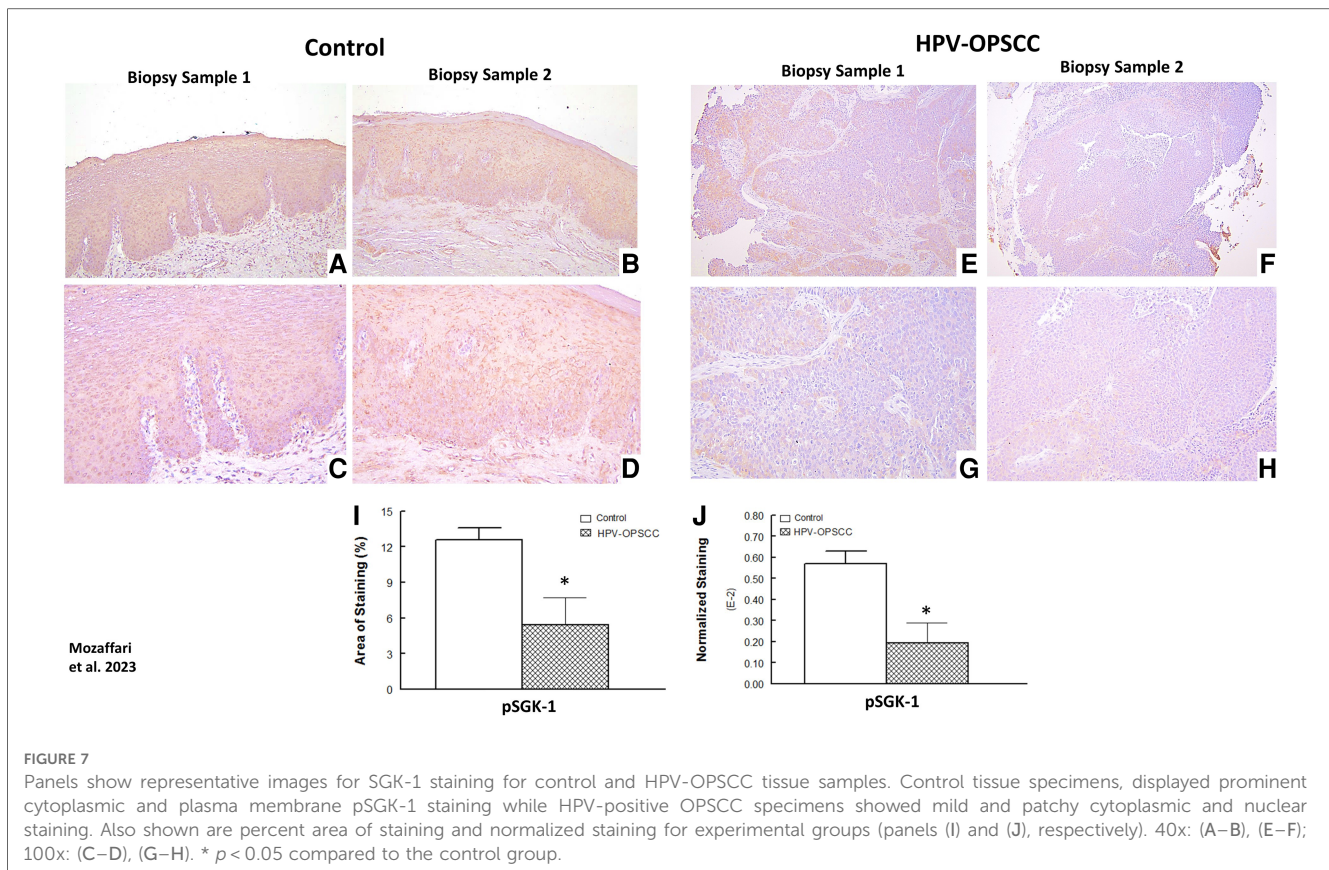 Control
HPV-OPSCC
Biopsy Sample 1
Biopsy Sample 2
Biopsy Sample 1
Biopsy Sample 2
A
B
E
F
C
D
G
H
I
Area of Staining (%)
15
12
9
6
3
0
Control
HPV-OPSCC
*
pSGK-1
J
Normalized Staining
(E-2)
0.80
0.70
0.60
0.50
0.40
0.30
0.20
0.10
0.00
Control
HPV-OPSCC
*
pSGK-1
Mozaffari
et al. 2023
FIGURE 7
Panels show representative images for SGK-1 staining for control and HPV-OPSCC tissue samples. Control tissue specimens, displayed prominent
cytoplasmic and plasma membrane pSGK-1 staining while HPV-positive OPSCC specimens showed mild and patchy cytoplasmic and nuclear
staining. Also shown are percent area of staining and normalized staining for experimental groups (panels (I) and (J), respectively). 40x: (A–B), (E–F);
100x: (C–D), (G–H). * p < 0.05 compared to the control group.